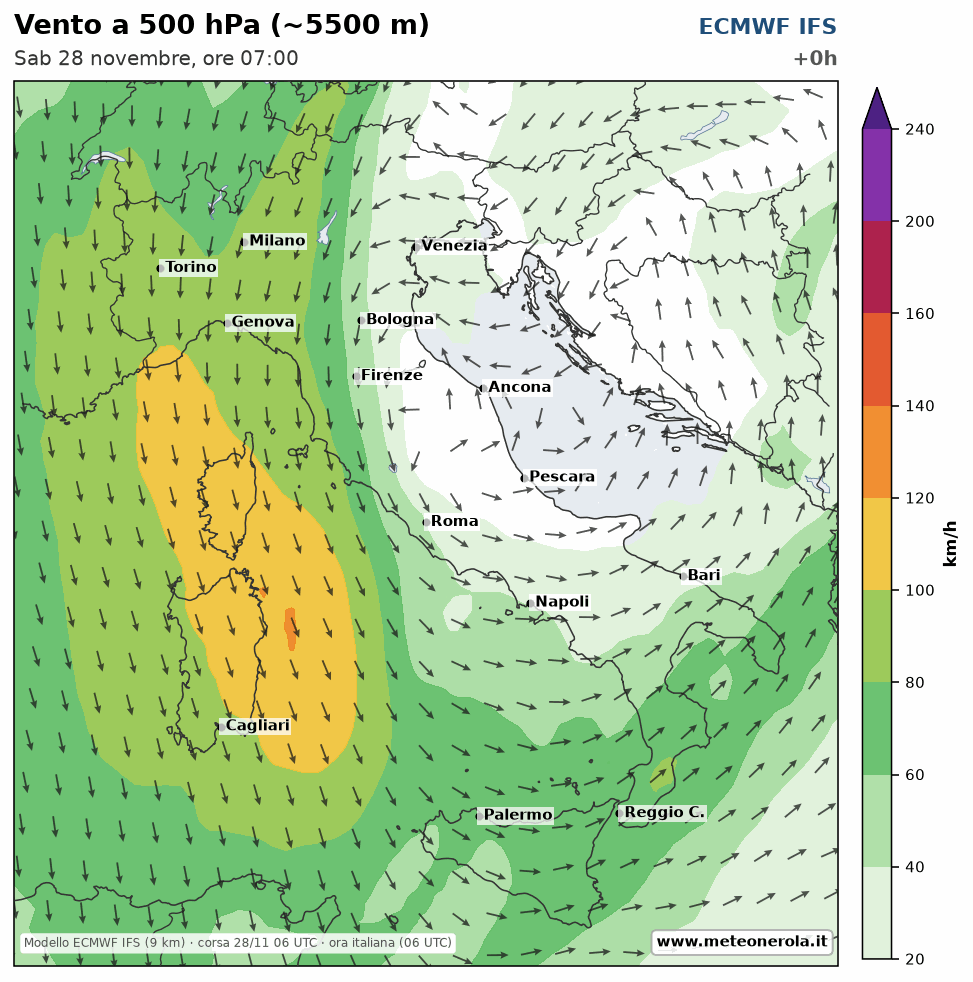 Vento a 500 hPa (~5500 m)
ECMWF IFS
Sab 28 novembre, ore 07:00
+0h
240
200
160
140
120
100
80
60
40
20
km/h
Milano
Venezia
Torino
Genova
Bologna
Firenze
Ancona
Pescara
Roma
Bari
Napoli
Cagliari
Palermo
Reggio C.
Modello ECMWF IFS (9 km) · corsa 28/11 06 UTC · ora italiana (06 UTC)
www.meteonerola.it